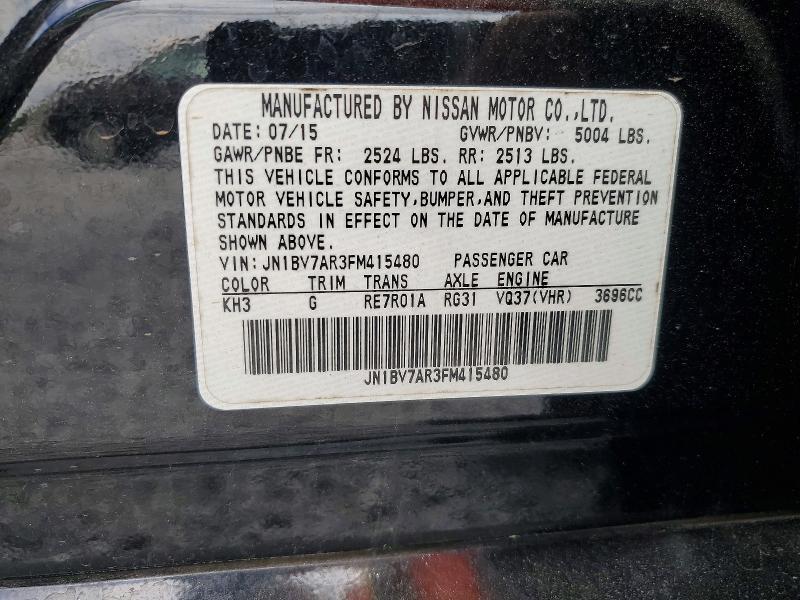 MANUFACTURED BY NISSAN MOTOR CO.,LTD.
DATE: 07/15 GVWR/PNBV: 5004 LBS.
GAWR/PNBE FR: 2524 LBS. RR: 2513 LBS.
THIS VEHICLE CONFORMS TO ALL APPLICABLE FEDERAL
MOTOR VEHICLE SAFETY,BUMPER,AND THEFT PREVENTION
STANDARDS IN EFFECT ON THE DATE OF MANUFACTURE
SHOWN ABOVE.
VIN:JN1BV7AR3FM415480 PASSENGER CAR
COLOR TRIM TRANS AXLE ENGINE
KH3 G RE7R01A RG31 VQ37(VHR) 3696CC
JN1BV7AR3FM415480